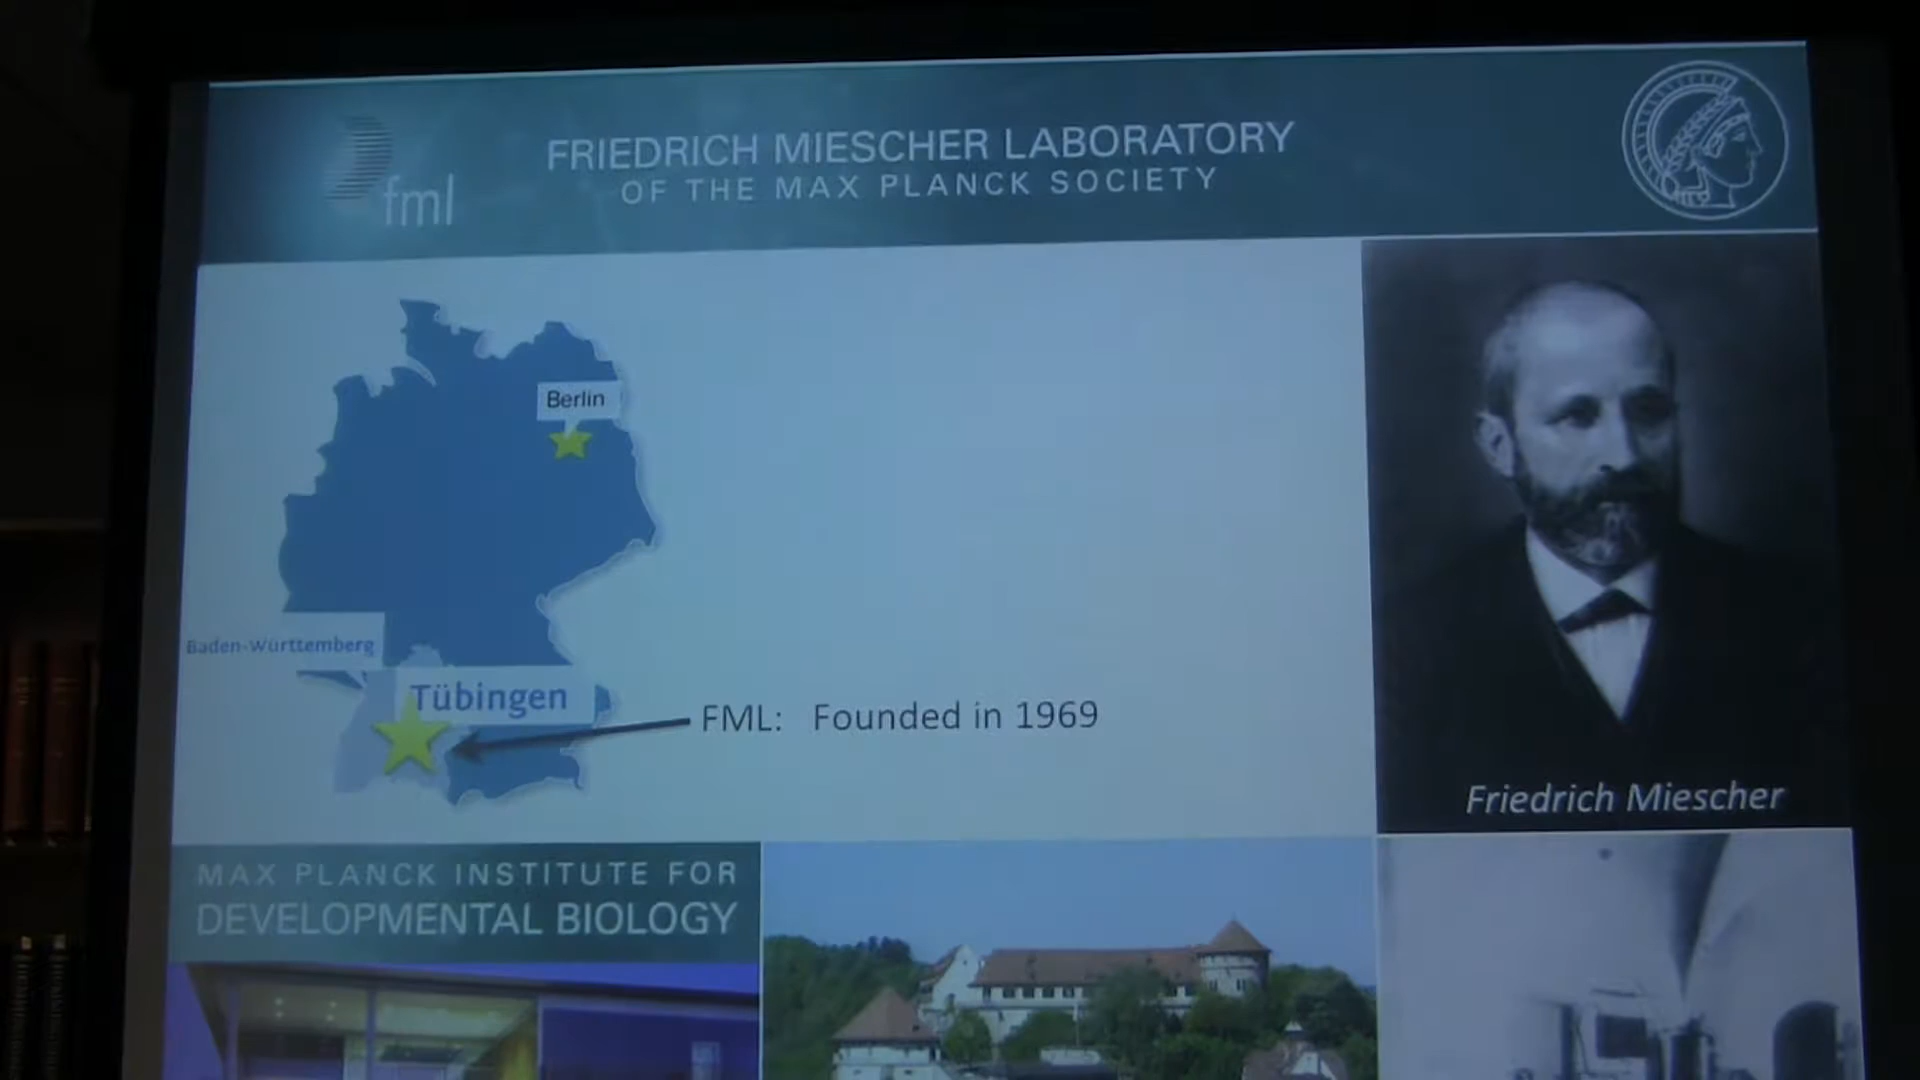 fml
FRIEDRICH MIESCHER LABORATORY
OF THE MAX PLANCK SOCIETY
Berlin
Baden-Württemberg
Tübingen
FML: Founded in 1969
Friedrich Miescher
MAX PLANCK INSTITUTE FOR
DEVELOPMENTAL BIOLOGY